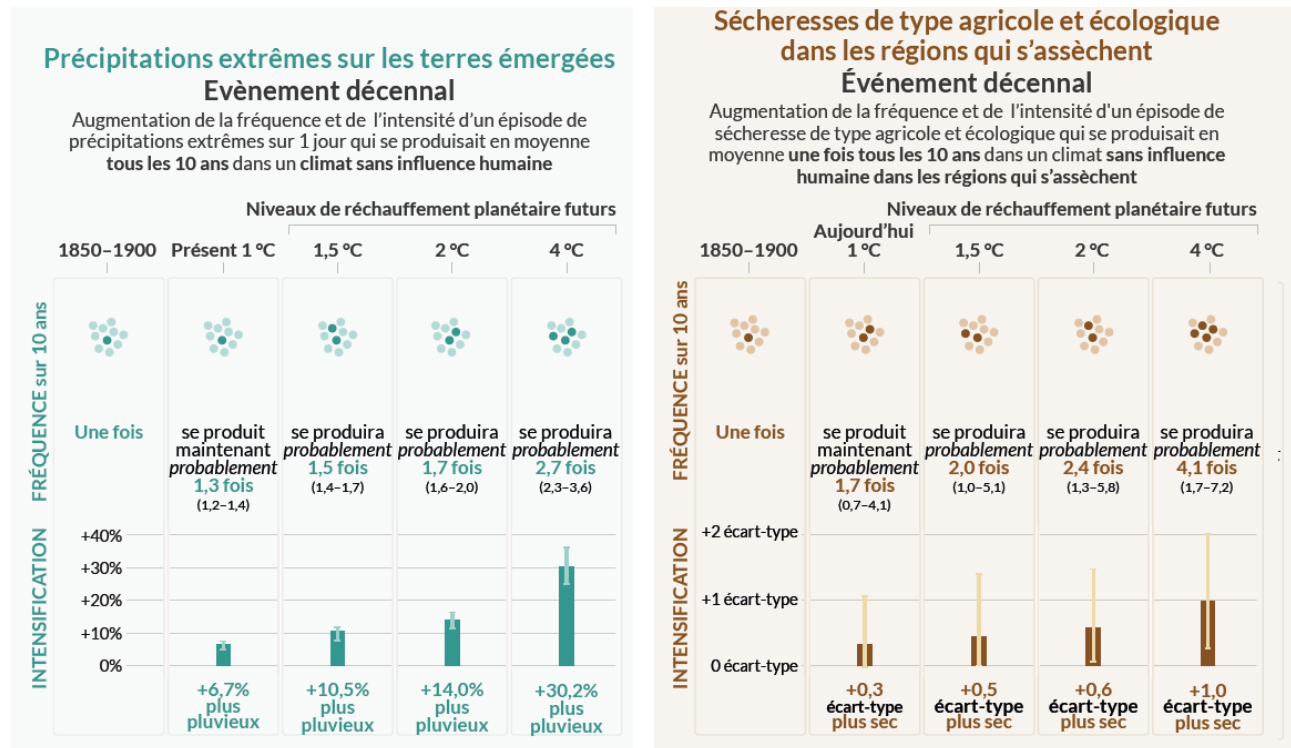 Précipitations extrêmes sur les terres émergées
Evènement décennal
Augmentation de la fréquence et de l’intensité d’un épisode de
précipitations extrêmes sur 1 jour qui se produisait en moyenne
tous les 10 ans dans un climat sans influence humaine
Niveaux de réchauffement planétaire futurs
1850–1900 Présent 1 °C 1,5 °C 2 °C 4 °C
FRÉQUENCE sur 10 ans
Une fois
se produit
maintenant
probablement
1,3 fois
(1,2–1,4)
se produira
probablement
1,5 fois
(1,4–1,7)
se produira
probablement
1,7 fois
(1,6–2,0)
se produira
probablement
2,7 fois
(2,3–3,6)
INTENSIFICATION
+40%
+30%
+20%
+10%
0%
+6,7%
plus
pluvieux
+10,5%
plus
pluvieux
+14,0%
plus
pluvieux
+30,2%
plus
pluvieux
Sécheresses de type agricole et écologique
dans les régions qui s’assèchent
Événement décennal
Augmentation de la fréquence et de l’intensité d'un épisode de
sécheresse de type agricole et écologique qui se produisait en
moyenne une fois tous les 10 ans dans un climat sans influence
humaine dans les régions qui s’assèchent
Niveaux de réchauffement planétaire futurs
Aujourd’hui
1850–1900 1 °C 1,5 °C 2 °C 4 °C
FRÉQUENCE sur 10 ans
Une fois
se produit
maintenant
probablement
1,7 fois
(0,7–4,1)
se produira
probablement
2,0 fois
(1,0–5,1)
se produira
probablement
2,4 fois
(1,3–5,8)
se produira
probablement
4,1 fois
(1,7–7,2)
INTENSIFICATION
+2 écart-type
+1 écart-type
0 écart-type
+0,3
écart-type
plus sec
+0,5
écart-type
plus sec
+0,6
écart-type
plus sec
+1,0
écart-type
plus sec